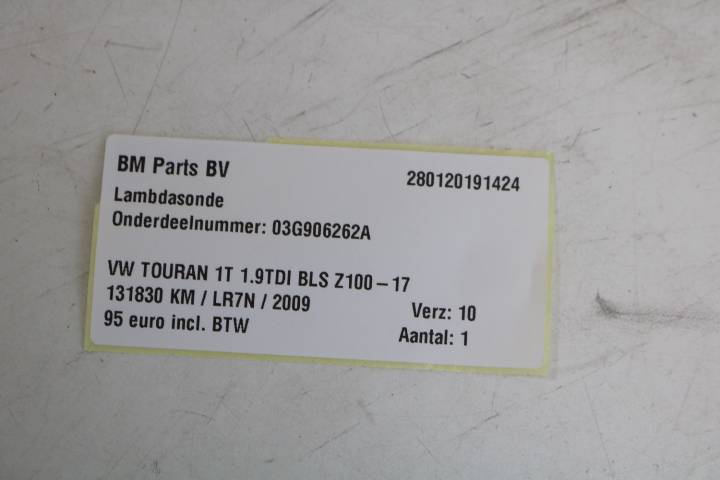 BM Parts BV 280120191424
Lambdasonde
Onderdeelnummer: 03G906262A
VW TOURAN 1T 1.9TDI BLS Z100-17
131830 KM / LR7N / 2009 Verz: 10
95 euro incl. BTW Aantal: 1